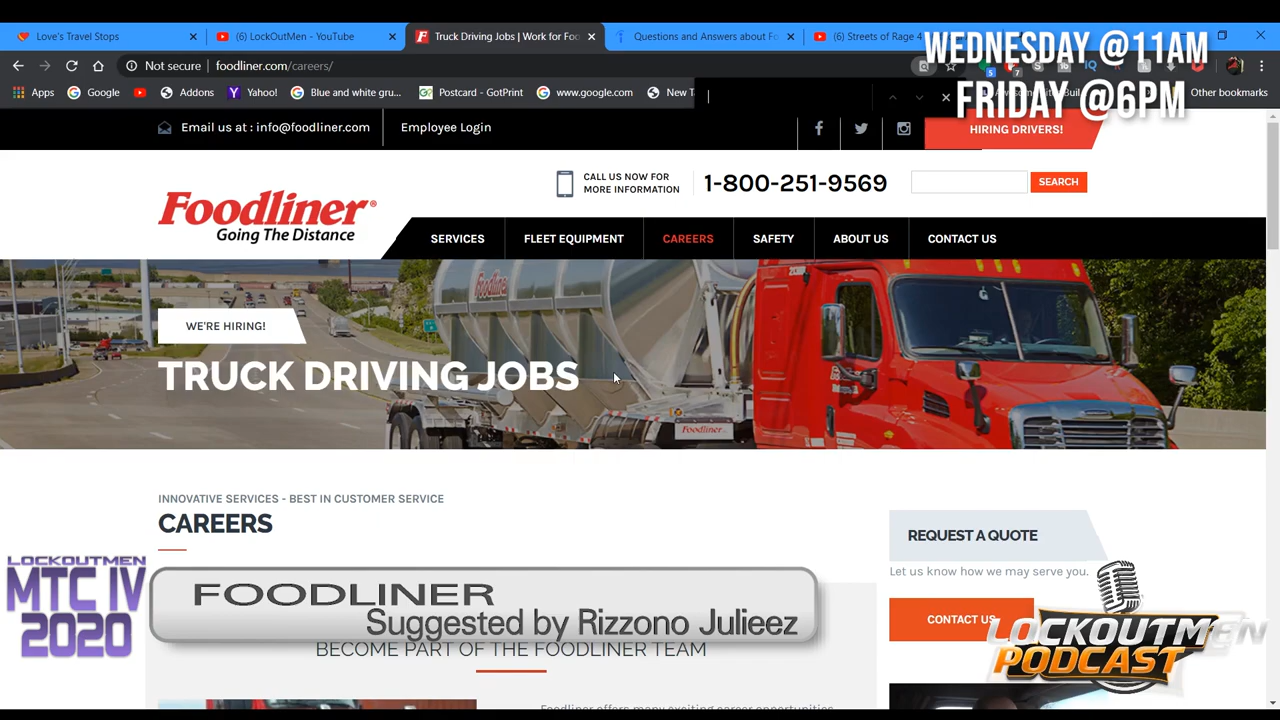 Love's Travel Stops
(6) LockOutMen - YouTube
Truck Driving Jobs | Work for Foo
Questions and Answers about Fo
(6) Streets of Rage 4
WEDNESDAY @11AM
FRIDAY @6PM
Not secure
foodliner.com/careers/
Apps
Google
Addons
Yahoo!
Blue and white gru...
Postcard - GotPrint
www.google.com
New T
Other bookmarks
Email us at : info@foodliner.com
Employee Login
HIRING DRIVERS!
CALL US NOW FOR
MORE INFORMATION
1-800-251-9569
SEARCH
Foodliner®
Going The Distance
SERVICES
FLEET EQUIPMENT
CAREERS
SAFETY
ABOUT US
CONTACT US
Foodliner
WE'RE HIRING!
TRUCK DRIVING JOBS
Foodliner
INNOVATIVE SERVICES - BEST IN CUSTOMER SERVICE
CAREERS
REQUEST A QUOTE
Let us know how we may serve you.
CONTACT US
LOCKOUTMEN
MTC IV
2020
FOODLINER
Suggested by Rizzono Julieez
BECOME PART OF THE FOODLINER TEAM
LOCKOUTMEN
PODCAST
Foodliner offers many exciting career opportunities